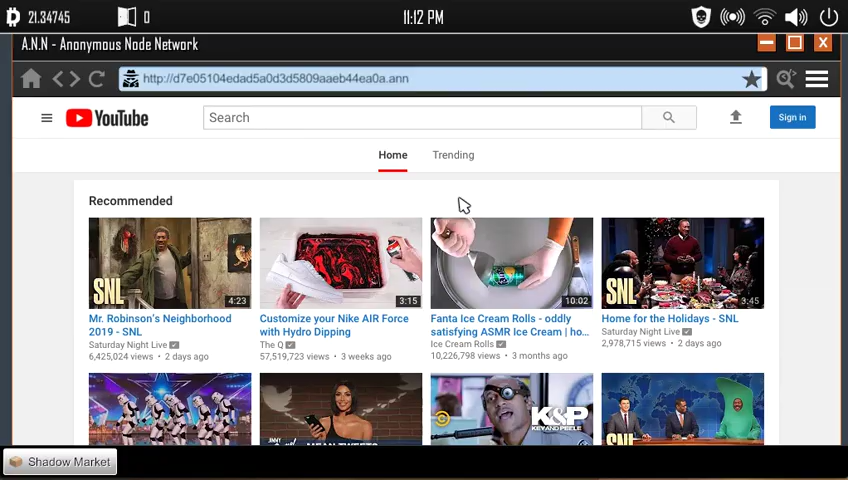 21.34745
0
11:12 PM
A.N.N - Anonymous Node Network
http://d7e05104edad5a0d3d5809aaeb44ea0a.ann
YouTube
Search
Sign in
Home
Trending
Recommended
SNL
4:23
3:15
10:02
SNL
3:45
Mr. Robinson's Neighborhood
2019 - SNL
Saturday Night Live
6,425,024 views • 2 days ago
Customize your Nike AIR Force
with Hydro Dipping
The Q
57,519,723 views • 3 weeks ago
Fanta Ice Cream Rolls - oddly
satisfying ASMR Ice Cream | ho...
Ice Cream Rolls
10,226,798 views • 3 months ago
Home for the Holidays - SNL
Saturday Night Live
2,978,715 views • 2 days ago
MEAN TWEETS
K&P
KEY AND PEELE
SNL
Shadow Market